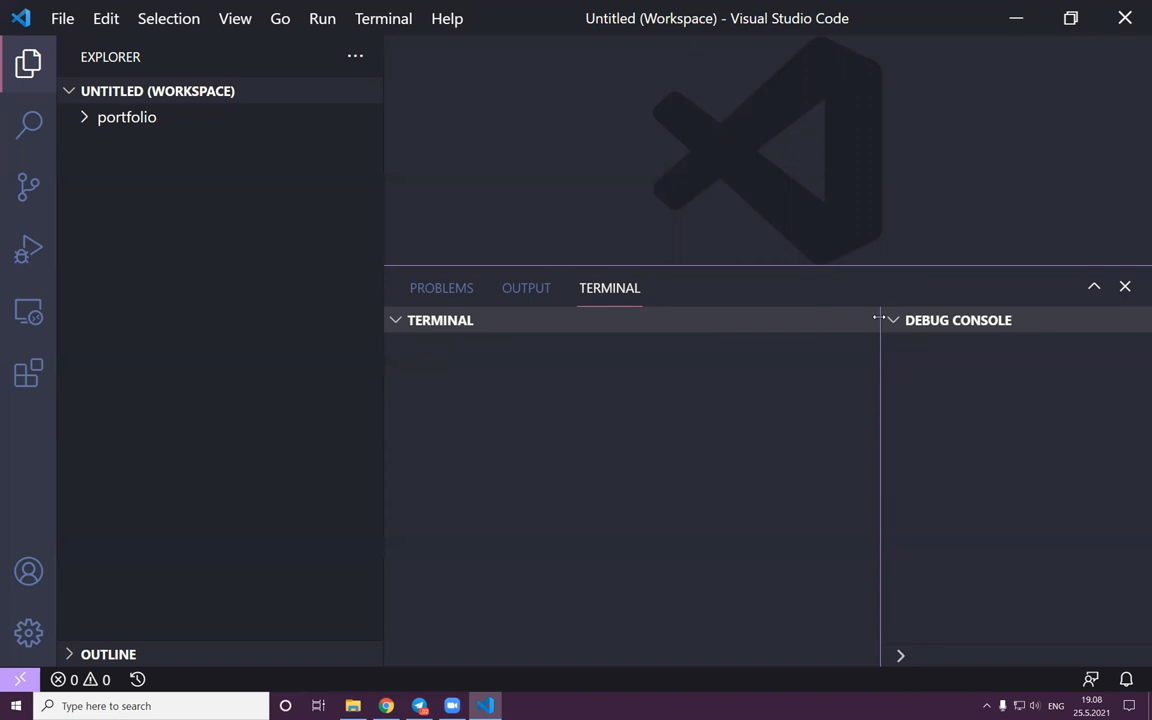 File Edit Selection View Go Run Terminal Help Untitled (Workspace) - Visual Studio Code
EXPLORER
UNTITLED (WORKSPACE)
portfolio
PROBLEMS OUTPUT TERMINAL
TERMINAL DEBUG CONSOLE
OUTLINE
0 0
Type here to search
ENG
19.08
25.5.2021